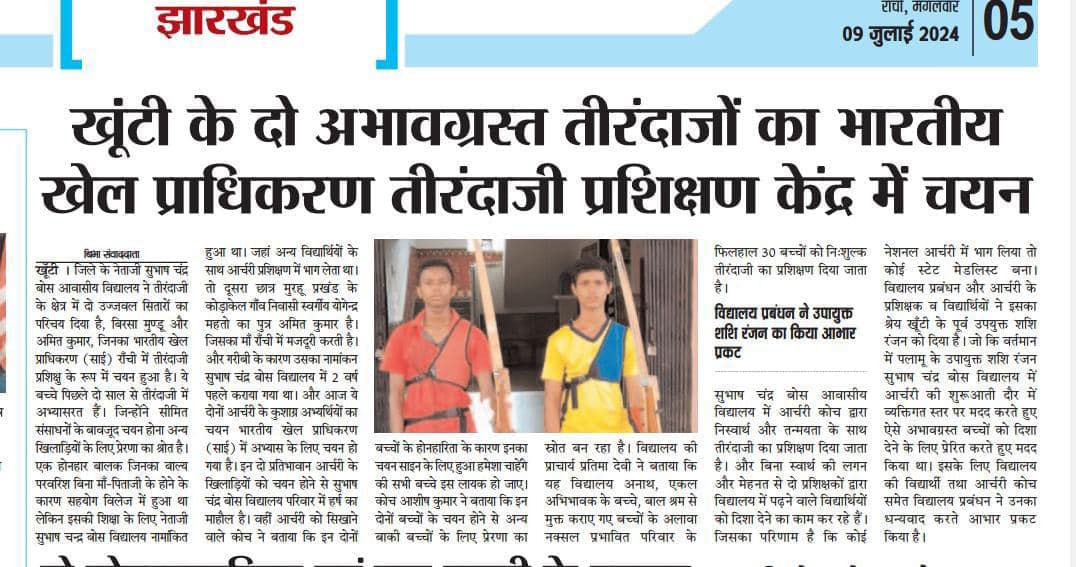 झारखंड
रांची, मंगलवार
09 जुलाई 2024
05
खूंटी के दो अभावग्रस्त तीरंदाजों का भारतीय
खेल प्राधिकरण तीरंदाजी प्रशिक्षण केंद्र में चयन
बिभा संवाददाता
खूँटी । जिले के नेताजी सुभाष चंद्र
बोस आवासीय विद्यालय ने तीरंदाजी
के क्षेत्र में दो उज्जवल सितारों का
परिचय दिया है, बिरसा मुण्डू और
अमित कुमार, जिनका भारतीय खेल
प्राधिकरण (साई) राँची में तीरंदाजी
प्रशिक्षु के रूप में चयन हुआ है। ये
बच्चे पिछले दो साल से तीरंदाजी में
अभ्यासरत हैं। जिन्होंने सीमित
संसाधनों के बावजूद चयन होना अन्य
खिलाड़ियों के लिए प्रेरणा का श्रोत है।
एक होनहार बालक जिनका बाल्य
परवरिश बिना माँ-पिताजी के होने के
कारण सहयोग विलेज में हुआ था
लेकिन इसकी शिक्षा के लिए नेताजी
सुभाष चन्द्र बोस विद्यालय नामांकित
हुआ था। जहां अन्य विद्यार्थियों के
साथ आर्चरी प्रशिक्षण में भाग लेता था।
तो दूसरा छात्र मुरहू प्रखंड के
कोड़ाकेल गाँव निवासी स्वर्गीय योगेन्द्र
महतो का पुत्र अमित कुमार है।
जिसका माँ राँची में मजदूरी करती है।
और गरीबी के कारण उसका नामांकन
सुभाष चंद्र बोस विद्यालय में 2 वर्ष
पहले कराया गया था। और आज ये
दोनों आर्चरी के कुशाग्र अभ्यर्थियों का
चयन भारतीय खेल प्राधिकरण
(साई) में अभ्यास के लिए चयन हो
गया है। इन दो प्रतिभावान आर्चरी के
खिलाड़ियों को चयन होने से सुभाष
चंद्र बोस विद्यालय परिवार में हर्ष का
माहौल है। वहीं आर्चरी को सिखाने
वाले कोच ने बताया कि इन दोनों
बच्चों के होनहारिता के कारण इनका
चयन साइन के लिए हुआ हमेशा चाहेंगे
की सभी बच्चे इस लायक हो जाए।
कोच आशीष कुमार ने बताया कि इन
दोनों बच्चों के चयन होने से अन्य
बाकी बच्चों के लिए प्रेरणा का
स्रोत बन रहा है। विद्यालय की
प्राचार्य प्रतिमा देवी ने बताया कि
यह विद्यालय अनाथ, एकल
अभिभावक के बच्चे, बाल श्रम से
मुक्त कराए गए बच्चों के अलावा
नक्सल प्रभावित परिवार के
फिलहाल 30 बच्चों को निःशुल्क
तीरंदाजी का प्रशिक्षण दिया जाता
है।
विद्यालय प्रबंधन ने उपायुक्त
शशि रंजन का किया आभार
प्रकट
सुभाष चंद्र बोस आवासीय
विद्यालय में आर्चरी कोच द्वारा
निस्वार्थ और तन्मयता के साथ
तीरंदाजी का प्रशिक्षण दिया जाता
है। और बिना स्वार्थ की लगन
और मेहनत से दो प्रशिक्षकों द्वारा
विद्यालय में पढ़ने वाले विद्यार्थियों
को दिशा देने का काम कर रहे हैं।
जिसका परिणाम है कि कोई
नेशनल आर्चरी में भाग लिया तो
कोई स्टेट मेडलिस्ट बना।
विद्यालय प्रबंधन और आर्चरी के
प्रशिक्षक व विद्यार्थियों ने इसका
श्रेय खूँटी के पूर्व उपयुक्त शशि
रंजन को दिया है। जो कि वर्तमान
में पलामू के उपायुक्त शशि रंजन
सुभाष चंद्र बोस विद्यालय में
आर्चरी की शुरूआती दौर में
व्यक्तिगत स्तर पर मदद करते हुए
ऐसे अभावग्रस्त बच्चों को दिशा
देने के लिए प्रेरित करते हुए मदद
किया था। इसके लिए विद्यालय
की विद्यार्थी तथा आर्चरी कोच
समेत विद्यालय प्रबंधन ने उनका
धन्यवाद करते आभार प्रकट
किया है।